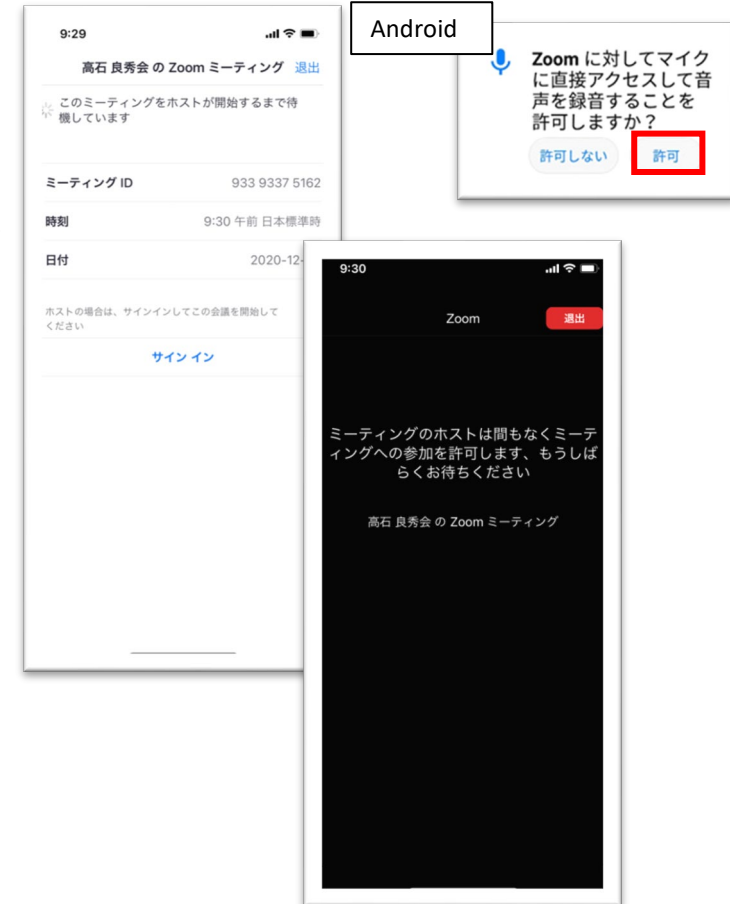 9:29
高石 良秀会 の Zoom ミーティング 退出
このミーティングをホストが開始するまで待
機しています
ミーティング ID 933 9337 5162
時刻 9:30 午前 日本標準時
日付 2020-12-
ホストの場合は、サインインしてこの会議を開始して
ください
サイン イン
Android
Zoom に対してマイク
に直接アクセスして音
声を録音することを
許可しますか？
許可しない 許可
9:30
Zoom 退出
ミーティングのホストは間もなくミーテ
ィングへの参加を許可します、もうしば
らくお待ちください
高石 良秀会 の Zoom ミーティング